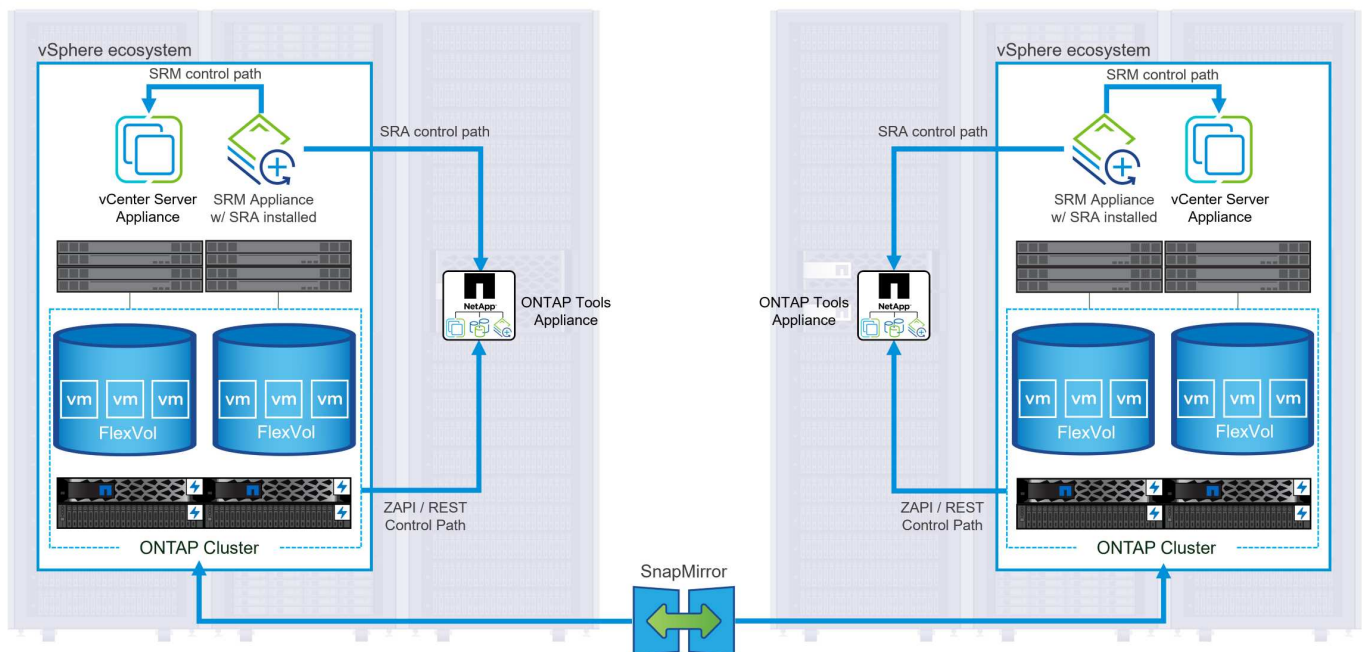 vSphere ecosystem
SRM control path
SRA control path
vCenter Server
Appliance
SRM Appliance
w/ SRA installed
NetApp
ONTAP Tools
Appliance
vm vm vm
FlexVol
vm vm vm
FlexVol
ZAPI / REST
Control Path
ONTAP Cluster
SnapMirror
vSphere ecosystem
SRM control path
SRA control path
SRM Appliance
w/ SRA installed
vCenter Server
Appliance
ONTAP Tools
Appliance
NetApp
vm vm vm
FlexVol
vm vm vm
FlexVol
ZAPI / REST
Control Path
ONTAP Cluster